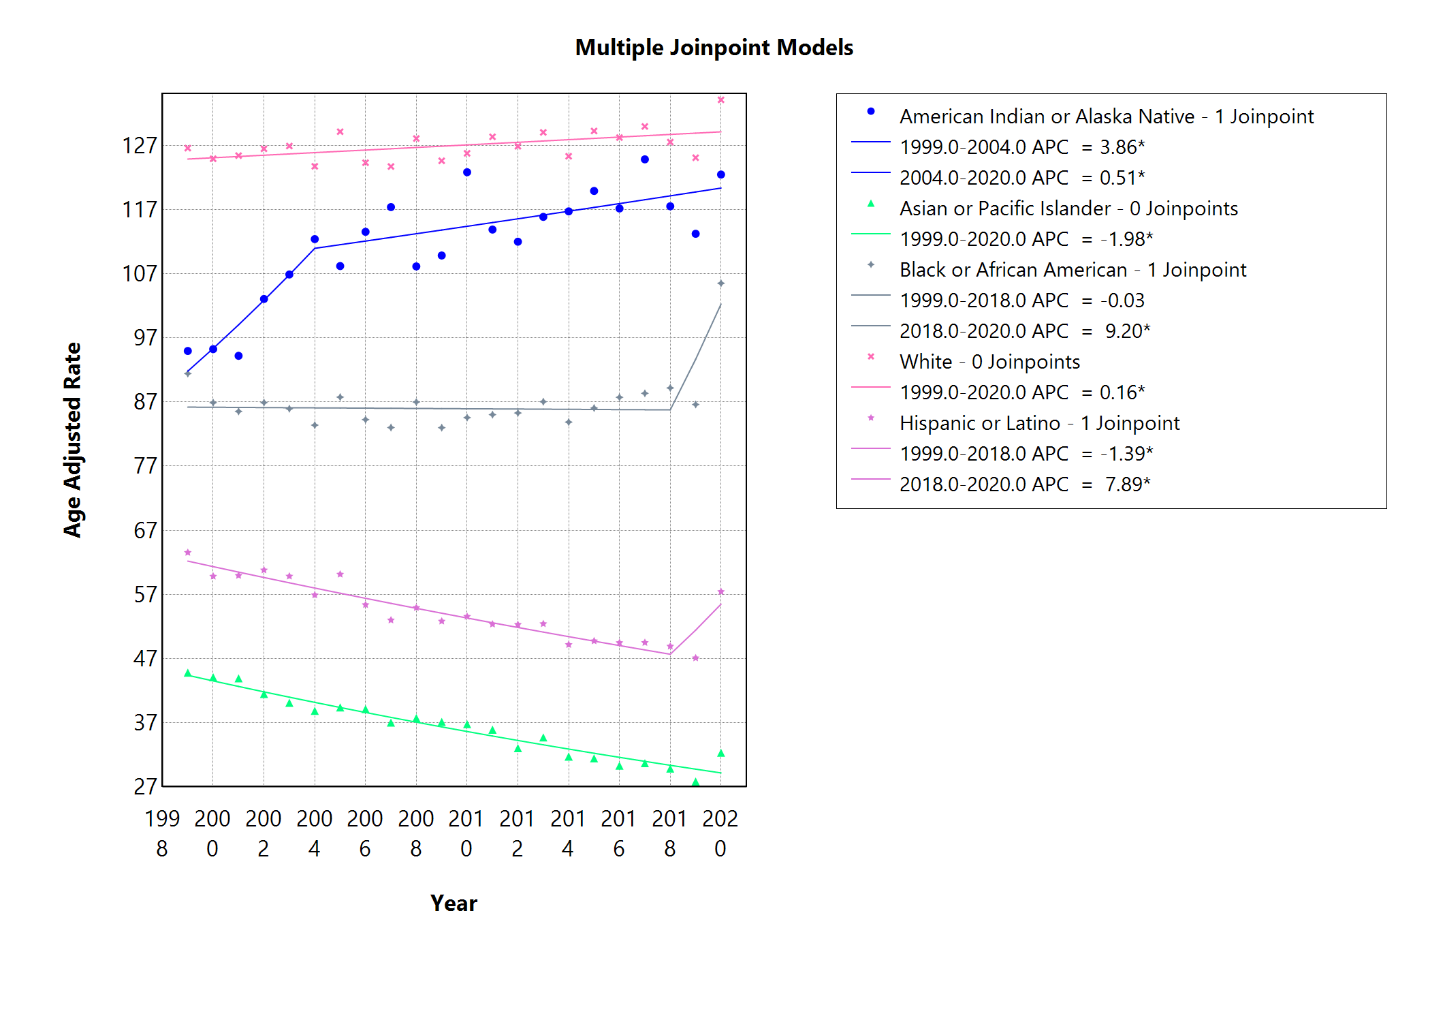 Multiple Joinpoint Models
127
117
107
97
87
77
67
57
47
37
27
Age Adjusted Rate
199 200 200 200 200 200 201 201 201 201 201 202
8 0 2 4 6 8 0 2 4 6 8 0
Year
American Indian or Alaska Native - 1 Joinpoint
1999.0-2004.0 APC = 3.86*
2004.0-2020.0 APC = 0.51*
Asian or Pacific Islander - 0 Joinpoints
1999.0-2020.0 APC = -1.98*
Black or African American - 1 Joinpoint
1999.0-2018.0 APC = -0.03
2018.0-2020.0 APC = 9.20*
White - 0 Joinpoints
1999.0-2020.0 APC = 0.16*
Hispanic or Latino - 1 Joinpoint
1999.0-2018.0 APC = -1.39*
2018.0-2020.0 APC = 7.89*